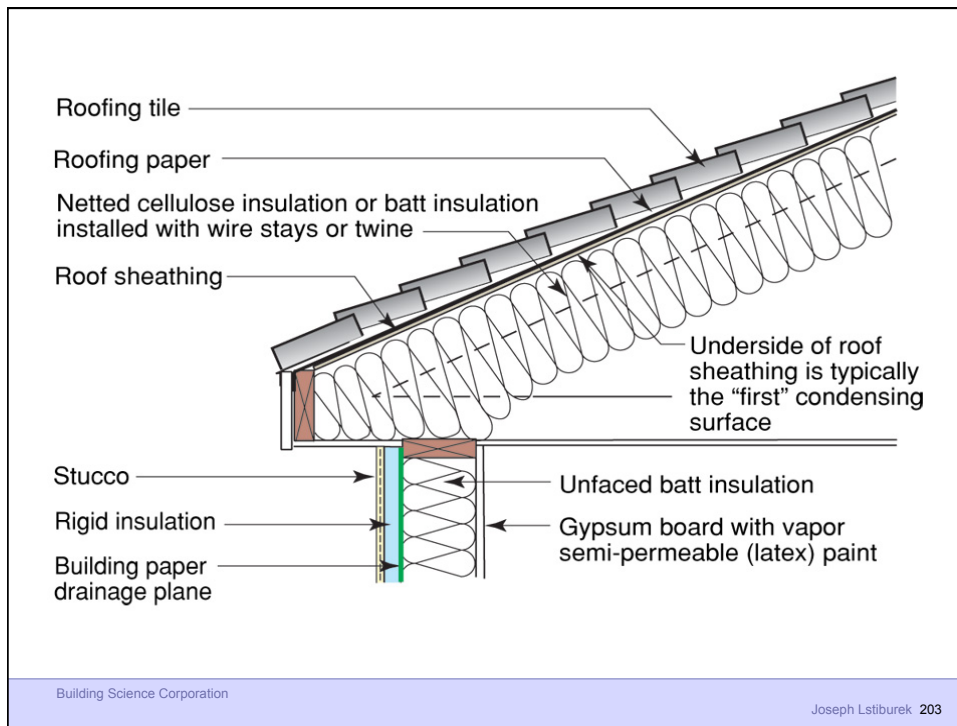 Roofing tile
Roofing paper
Netted cellulose insulation or batt insulation
installed with wire stays or twine
Roof sheathing
Underside of roof
sheathing is typically
the “first” condensing
surface
Stucco
Rigid insulation
Building paper
drainage plane
Unfaced batt insulation
Gypsum board with vapor
semi-permeable (latex) paint
Building Science Corporation
Joseph Lstiburek 203